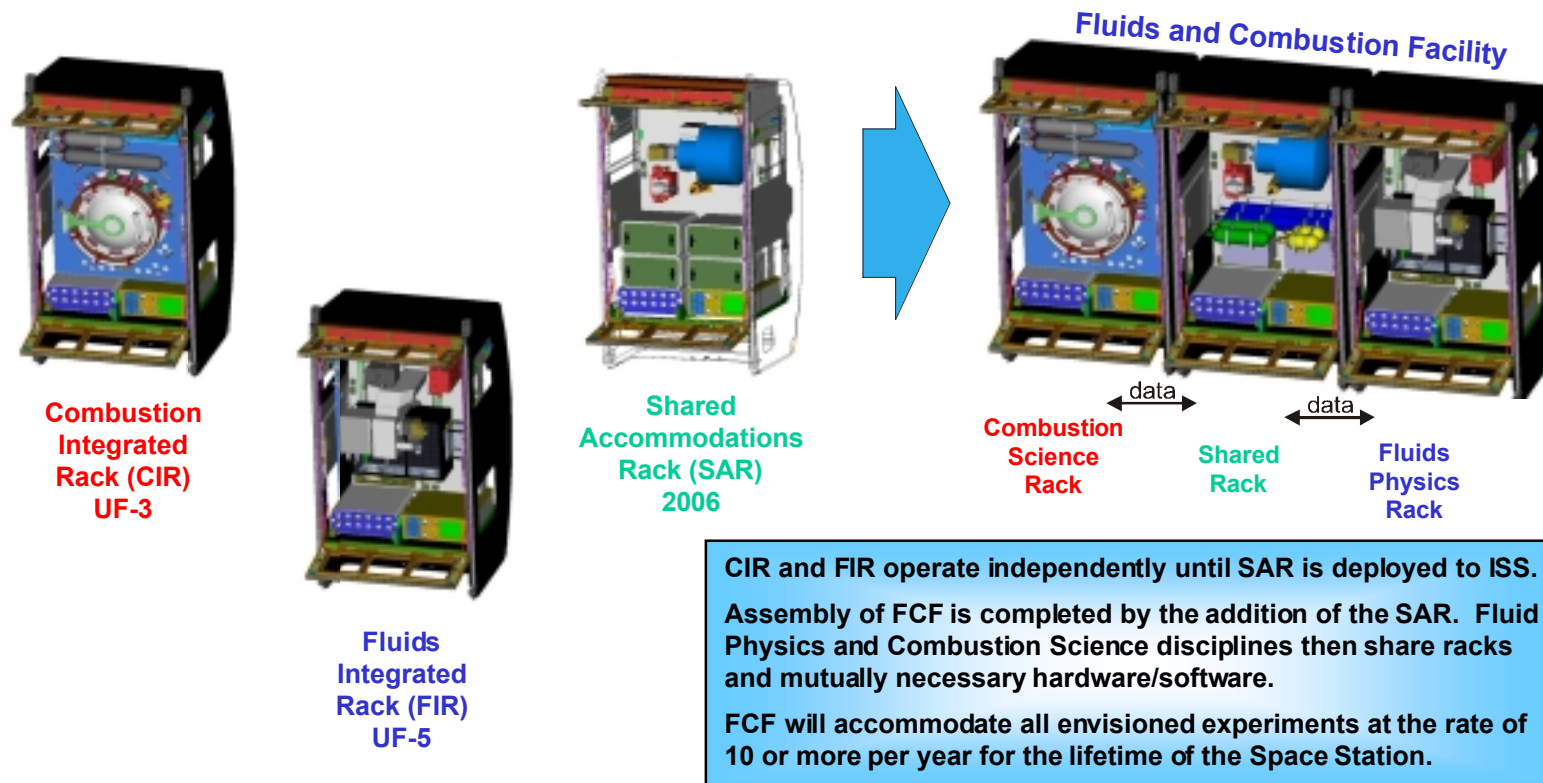 Fluids and Combustion Facility
Combustion
Integrated
Rack (CIR)
UF-3
Fluids
Integrated
Rack (FIR)
UF-5
Shared
Accommodations
Rack (SAR)
2006
data
data
Combustion
Science
Rack
Shared
Rack
Fluids
Physics
Rack
CIR and FIR operate independently until SAR is deployed to ISS.
Assembly of FCF is completed by the addition of the SAR. Fluid
Physics and Combustion Science disciplines then share racks
and mutually necessary hardware/software.
FCF will accommodate all envisioned experiments at the rate of
10 or more per year for the lifetime of the Space Station.